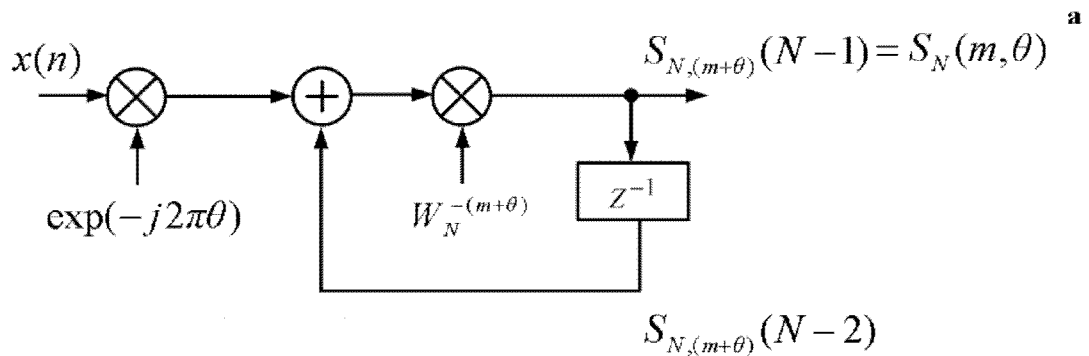 a
x(n)
S_{N,(m+θ)}(N−1) = S_N(m,θ)
exp(−j2πθ)
W_N^{−(m+θ)}
Z^{−1}
S_{N,(m+θ)}(N−2)